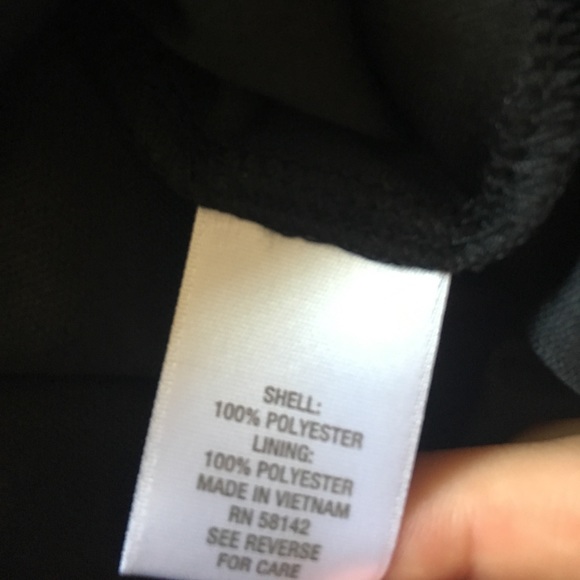 SHELL:
100% POLYESTER
LINING:
100% POLYESTER
MADE IN VIETNAM
RN 58142
SEE REVERSE
FOR CARE